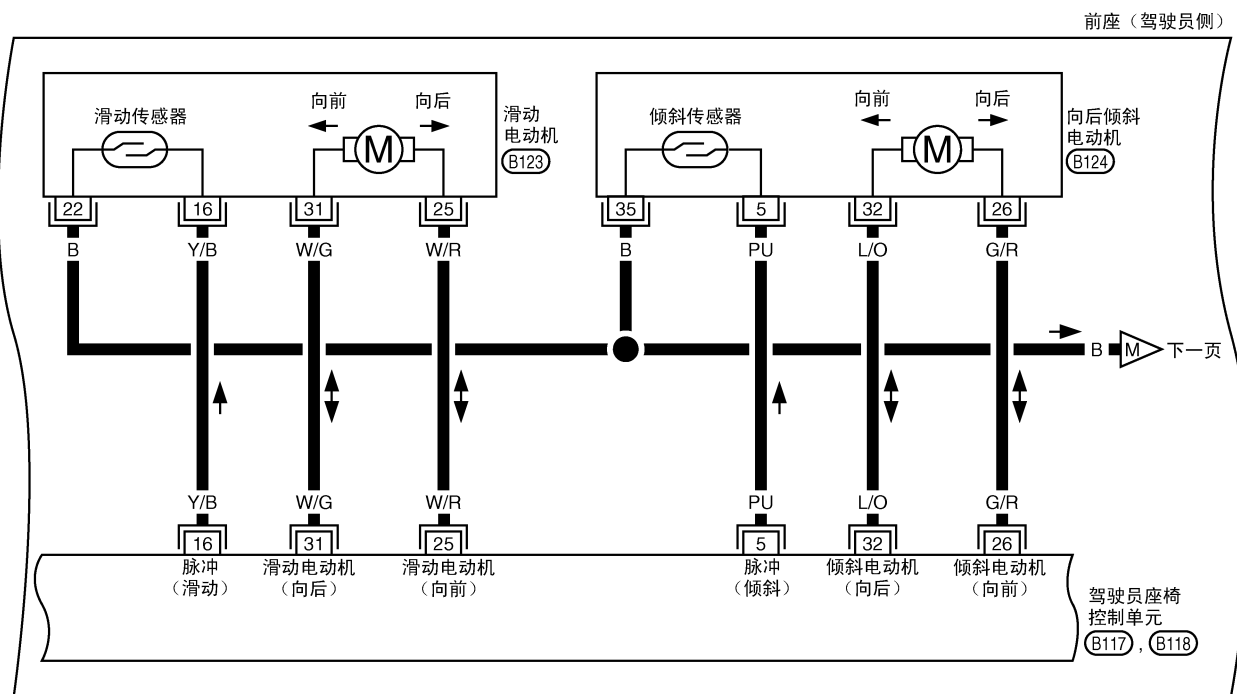 前座（驾驶员侧）
滑动传感器
向前
向后
滑动
电动机
B123
M
倾斜传感器
向前
向后
向后倾斜
电动机
B124
M
22
16
31
25
35
5
32
26
B
Y/B
W/G
W/R
B
PU
L/O
G/R
B
M
下一页
Y/B
W/G
W/R
PU
L/O
G/R
16
31
25
5
32
26
脉冲
（滑动）
滑动电动机
（向后）
滑动电动机
（向前）
脉冲
（倾斜）
倾斜电动机
（向后）
倾斜电动机
（向前）
驾驶员座椅
控制单元
B117 , B118